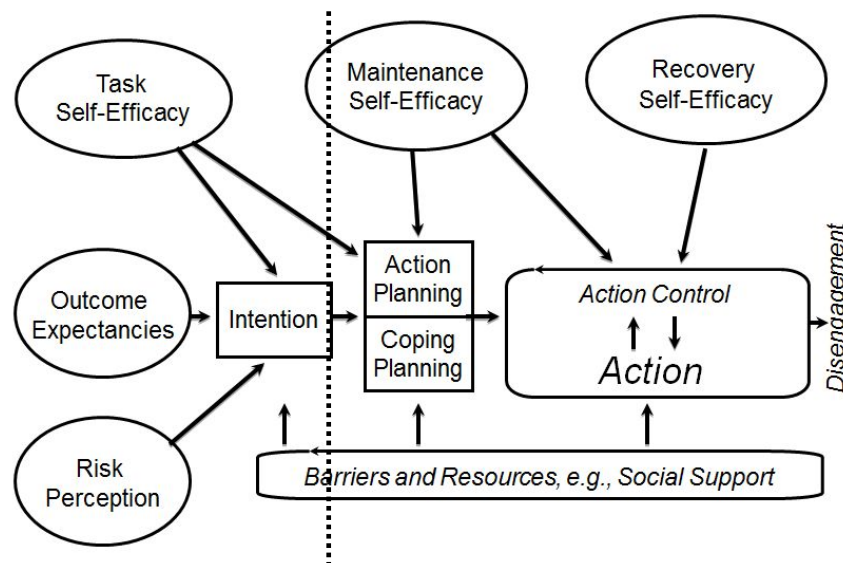 Task
Self-Efficacy
Maintenance
Self-Efficacy
Recovery
Self-Efficacy
Outcome
Expectancies
Intention
Action
Planning
Coping
Planning
Action Control
Action
Disengagement
Risk
Perception
Barriers and Resources, e.g., Social Support